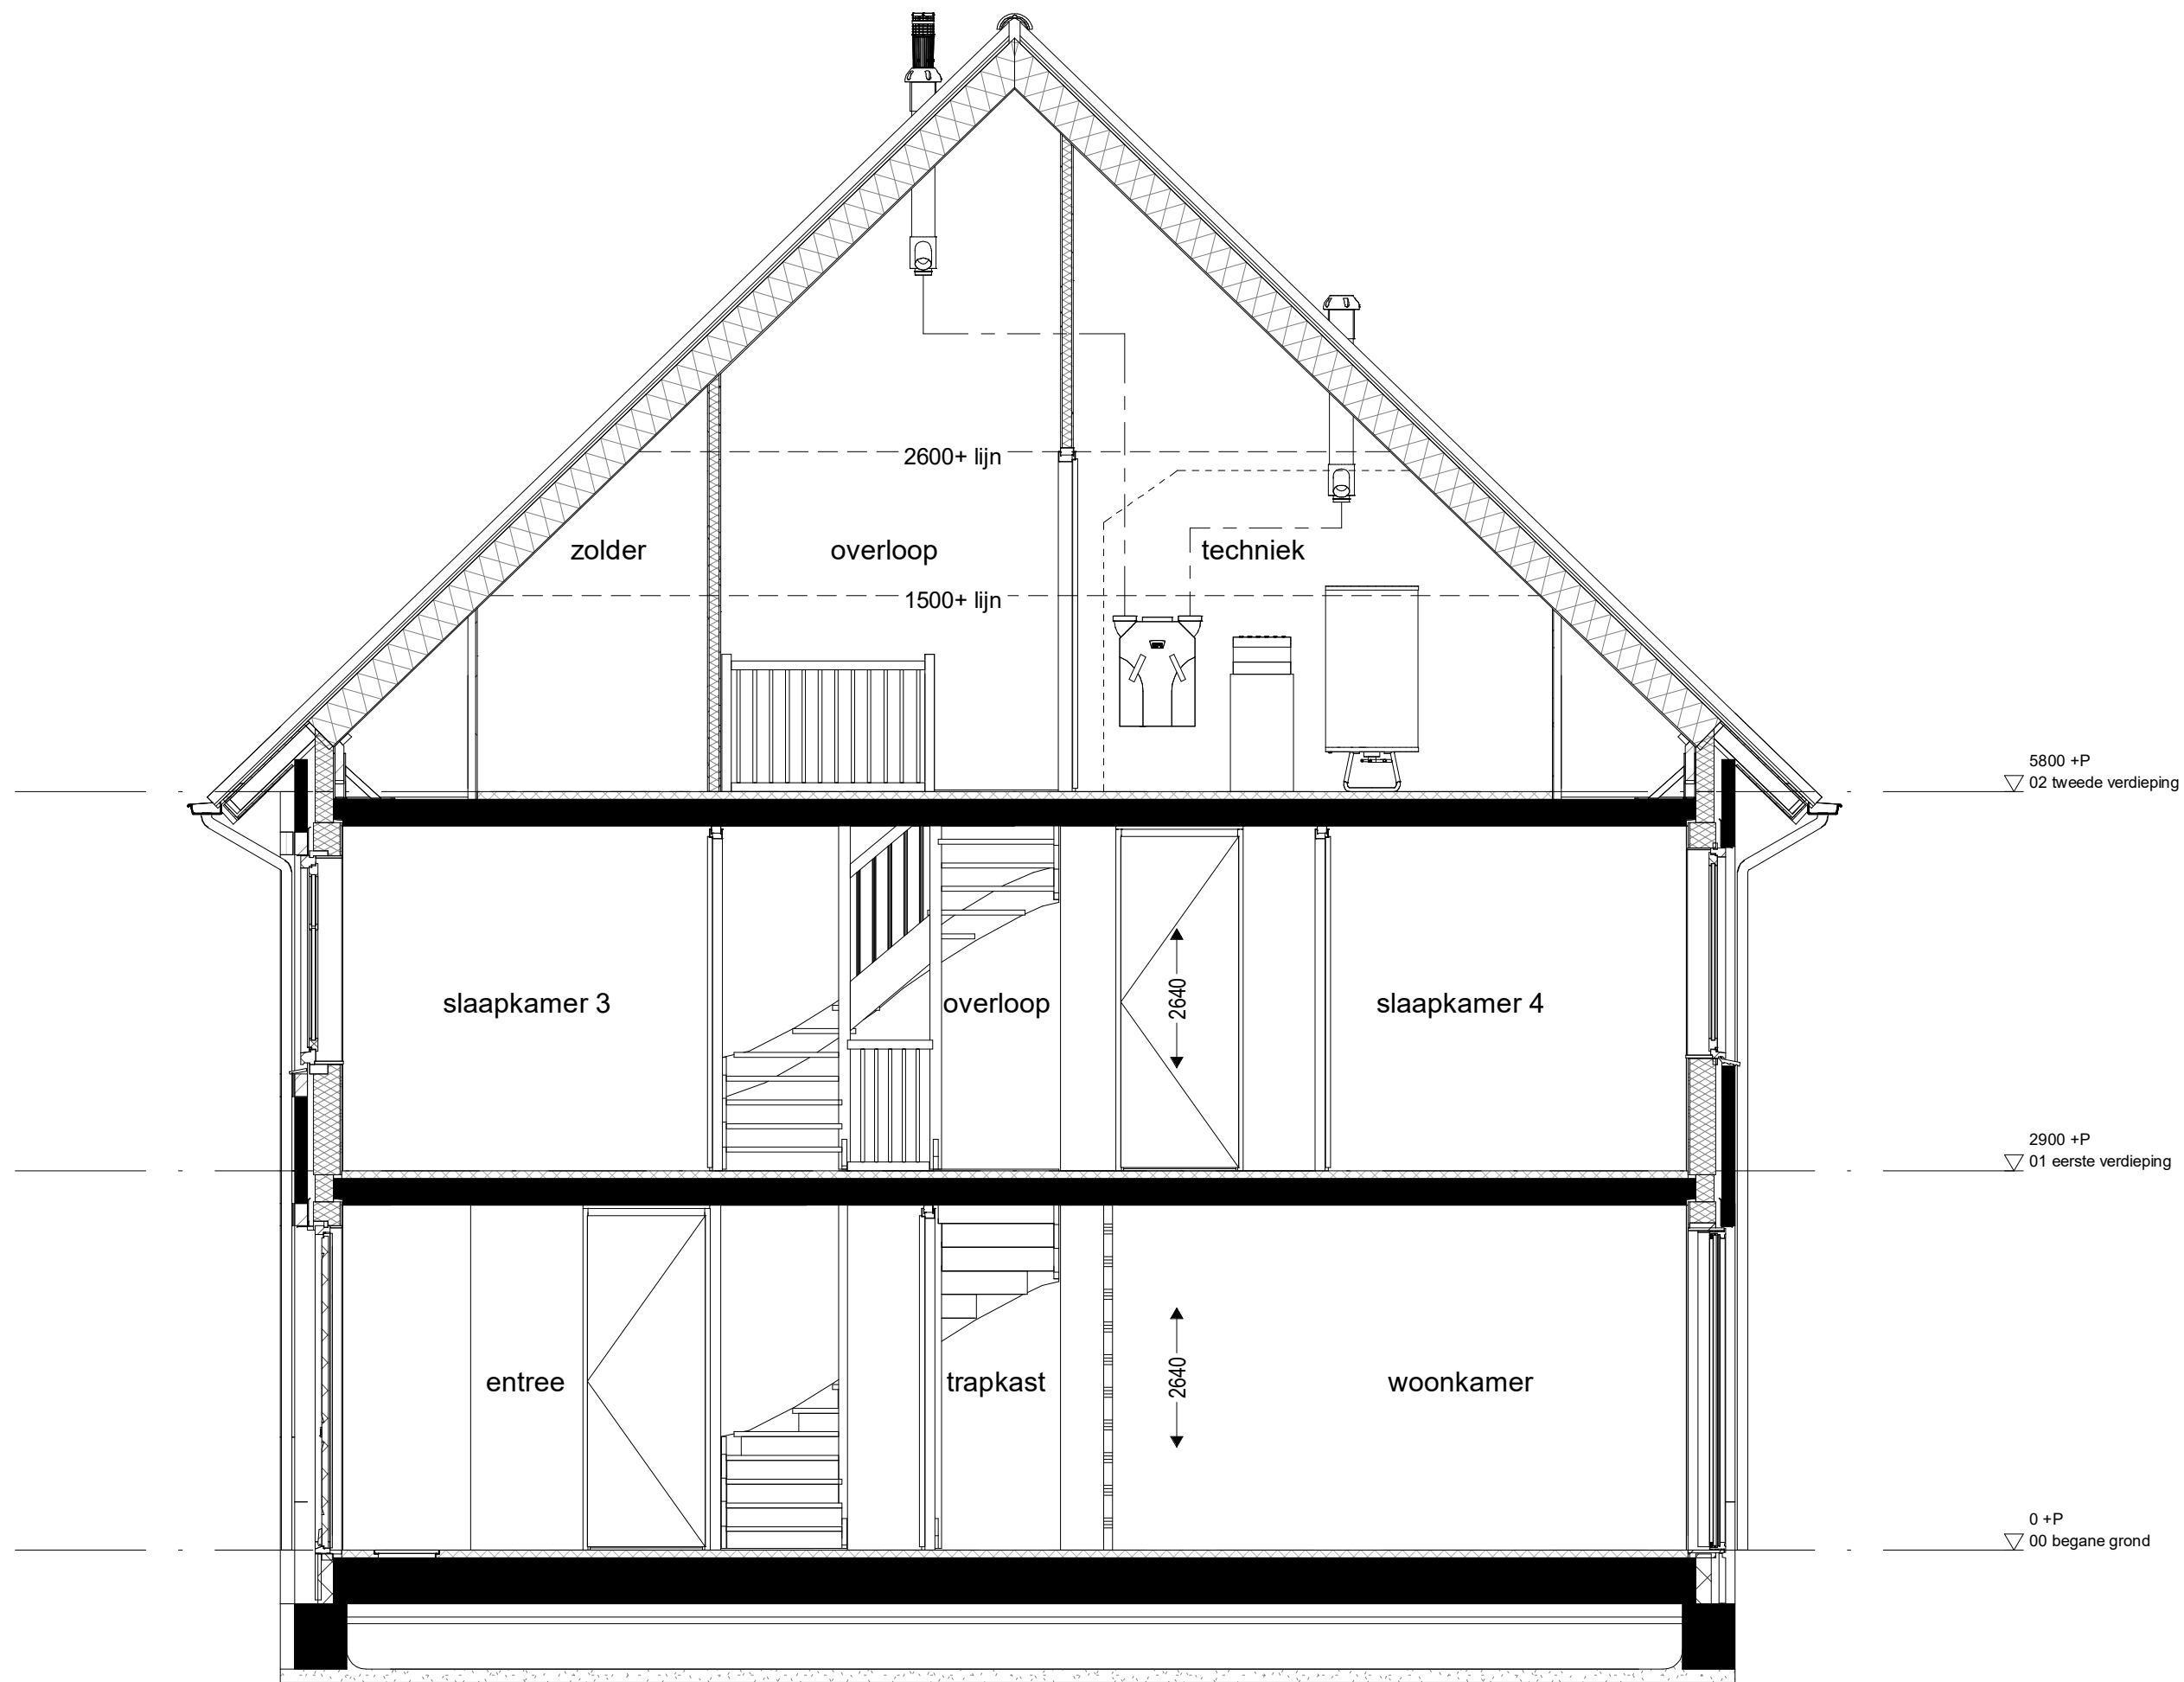 2600+ lijn
zolder
overloop
techniek
1500+ lijn
5800 +P
02 tweede verdieping
slaapkamer 3
overloop
2640
slaapkamer 4
2900 +P
01 eerste verdieping
entree
trapkast
2640
woonkamer
0 +P
00 begane grond